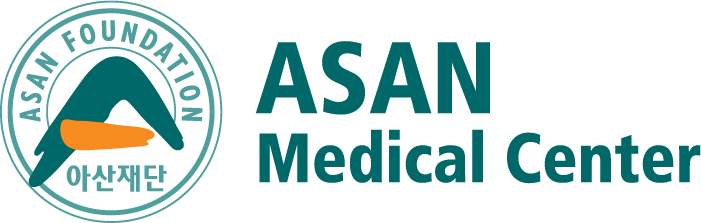 ASAN FOUNDATION
아산재단
ASAN
Medical Center